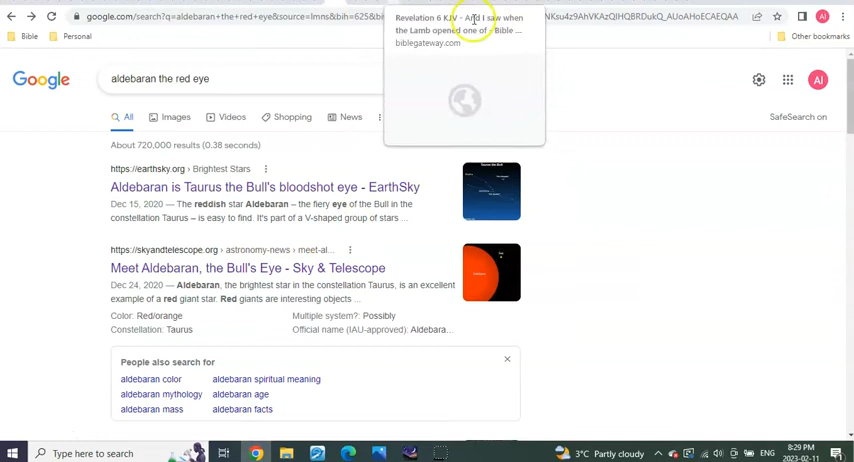 google.com/search?q=aldebaran+the+red+eye&source=lmns&bih=625&bi
NKsu4z9AhVKAzQIHQBRDukQ_AUoAHoECAEQAA
Revelation 6 KJV - And I saw when
the Lamb opened one of - Bible ...
biblegateway.com
Bible
Personal
Other bookmarks
Google
aldebaran the red eye
AI
AI
All
Images
Videos
Shopping
News
SafeSearch on
About 720,000 results (0.38 seconds)
https://earthsky.org › Brightest Stars
Aldebaran is Taurus the Bull's bloodshot eye - EarthSky
Dec 15, 2020 — The reddish star Aldebaran – the fiery eye of the Bull in the
constellation Taurus – is easy to find. It's part of a V-shaped group of stars ...
https://skyandtelescope.org › astronomy-news › meet-al...
Meet Aldebaran, the Bull's Eye - Sky & Telescope
Dec 24, 2020 — Aldebaran, the brightest star in the constellation Taurus, is an excellent
example of a red giant star. Red giants are interesting objects ...
Color: Red/orange
Multiple system?: Possibly
Constellation: Taurus
Official name (IAU-approved): Aldebara...
People also search for
aldebaran color
aldebaran spiritual meaning
aldebaran mythology
aldebaran age
aldebaran mass
aldebaran facts
Type here to search
3°C Partly cloudy
ENG
8:29 PM
2023-02-11